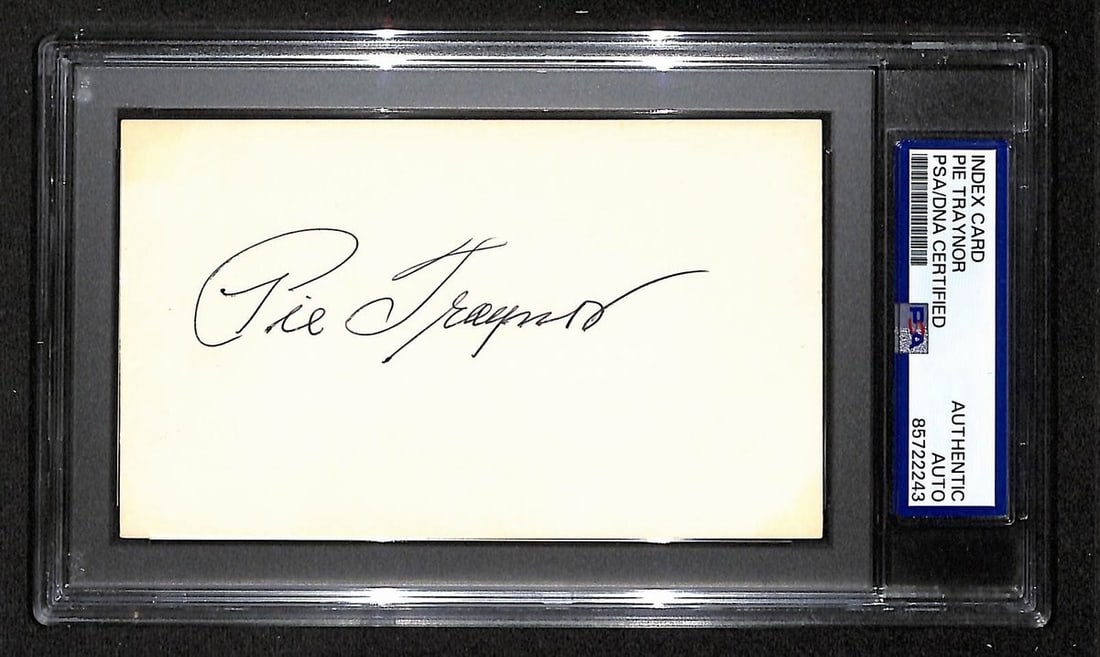 Pie Traynor
INDEX CARD
PIE TRAYNOR
PSA/DNA CERTIFIED
AUTHENTIC
AUTO
85722243
PSA